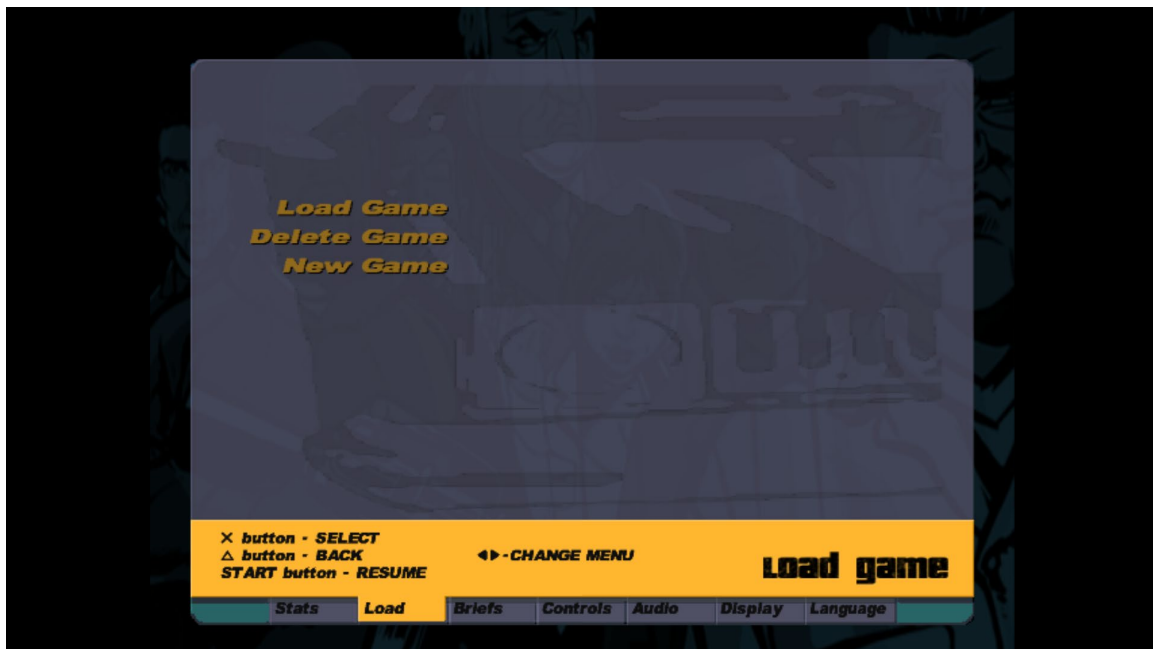 Load Game
Delete Game
New Game
X button - SELECT
△ button - BACK
START button - RESUME
◀▶-CHANGE MENU
Load game
Stats Load Briefs Controls Audio Display Language